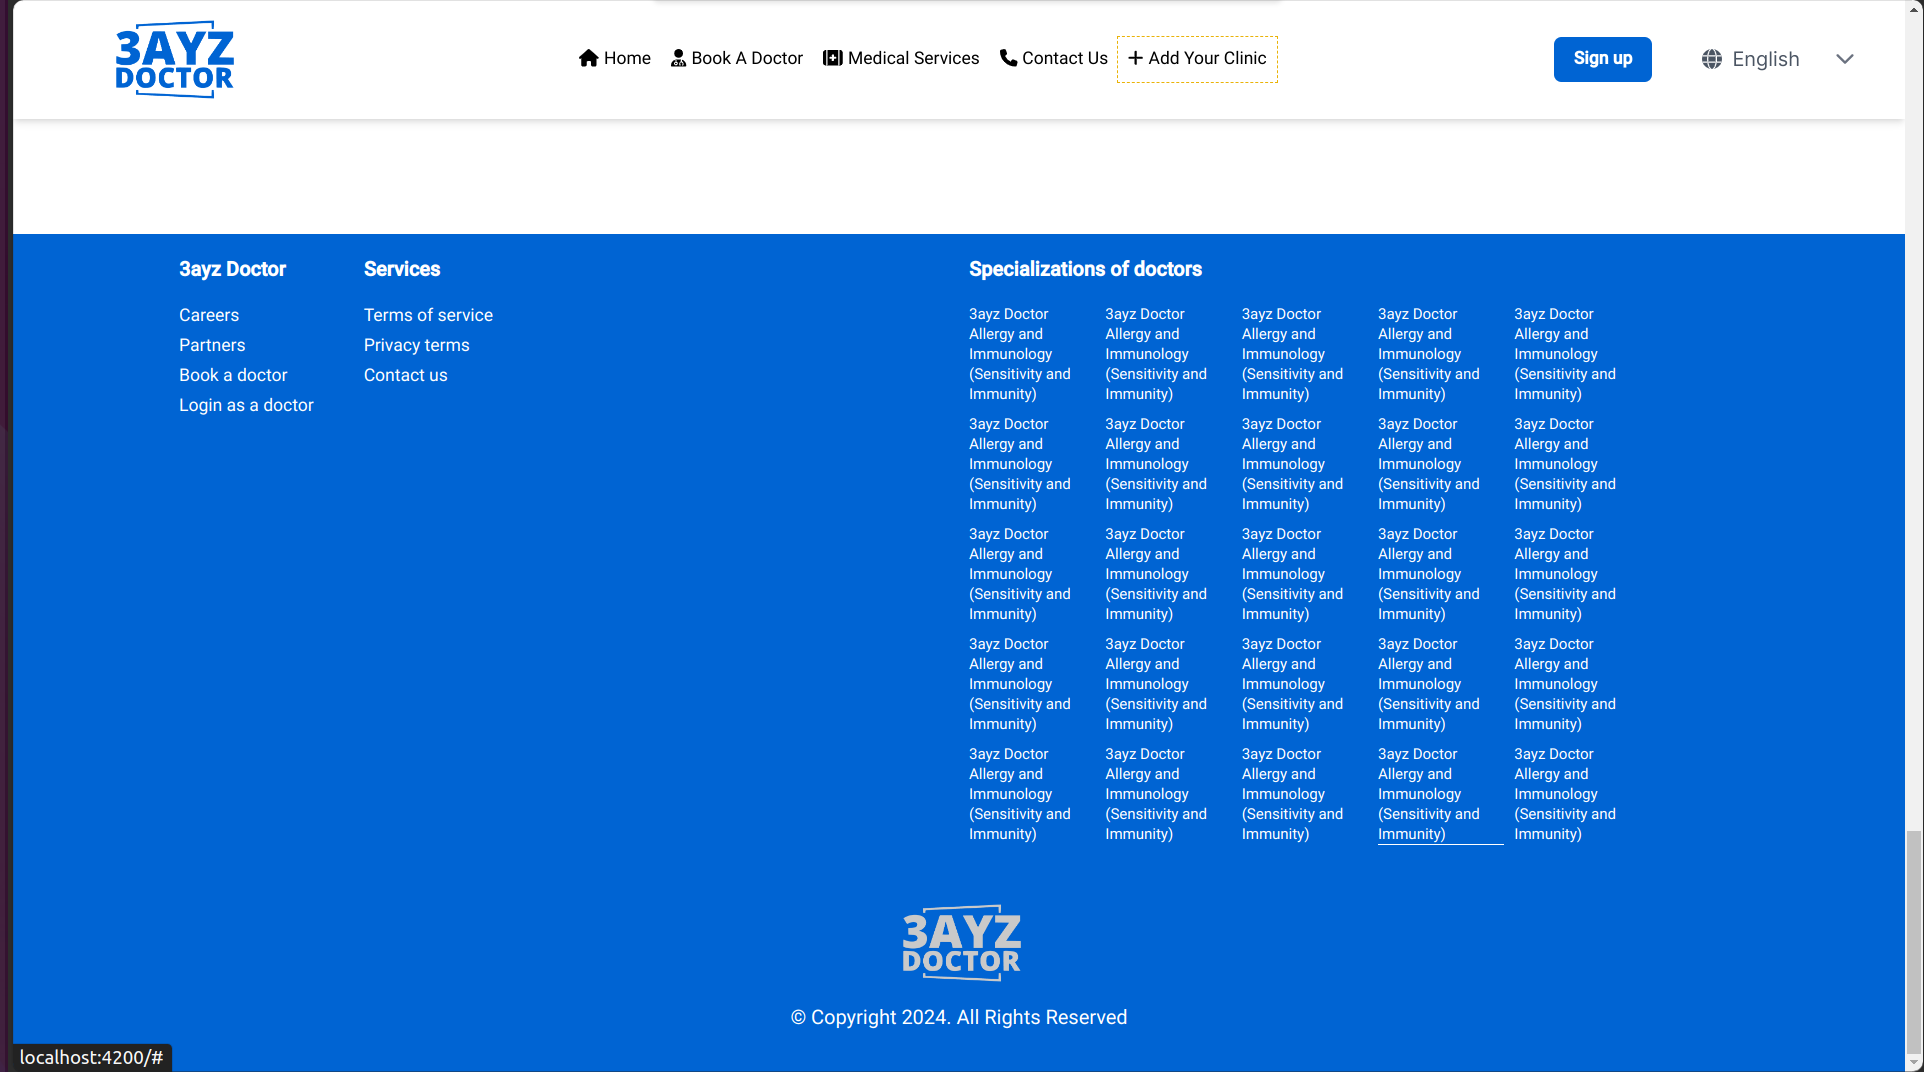 3AYZ
DOCTOR
Home
Book A Doctor
Medical Services
Contact Us
Add Your Clinic
Sign up
English
3ayz Doctor
Careers
Partners
Book a doctor
Login as a doctor
Services
Terms of service
Privacy terms
Contact us
Specializations of doctors
3ayz Doctor
Allergy and
Immunology
(Sensitivity and
Immunity)
3ayz Doctor
Allergy and
Immunology
(Sensitivity and
Immunity)
3ayz Doctor
Allergy and
Immunology
(Sensitivity and
Immunity)
3ayz Doctor
Allergy and
Immunology
(Sensitivity and
Immunity)
3ayz Doctor
Allergy and
Immunology
(Sensitivity and
Immunity)
3ayz Doctor
Allergy and
Immunology
(Sensitivity and
Immunity)
3ayz Doctor
Allergy and
Immunology
(Sensitivity and
Immunity)
3ayz Doctor
Allergy and
Immunology
(Sensitivity and
Immunity)
3ayz Doctor
Allergy and
Immunology
(Sensitivity and
Immunity)
3ayz Doctor
Allergy and
Immunology
(Sensitivity and
Immunity)
3ayz Doctor
Allergy and
Immunology
(Sensitivity and
Immunity)
3ayz Doctor
Allergy and
Immunology
(Sensitivity and
Immunity)
3ayz Doctor
Allergy and
Immunology
(Sensitivity and
Immunity)
3ayz Doctor
Allergy and
Immunology
(Sensitivity and
Immunity)
3ayz Doctor
Allergy and
Immunology
(Sensitivity and
Immunity)
3ayz Doctor
Allergy and
Immunology
(Sensitivity and
Immunity)
3ayz Doctor
Allergy and
Immunology
(Sensitivity and
Immunity)
3ayz Doctor
Allergy and
Immunology
(Sensitivity and
Immunity)
3ayz Doctor
Allergy and
Immunology
(Sensitivity and
Immunity)
3ayz Doctor
Allergy and
Immunology
(Sensitivity and
Immunity)
3ayz Doctor
Allergy and
Immunology
(Sensitivity and
Immunity)
3ayz Doctor
Allergy and
Immunology
(Sensitivity and
Immunity)
3ayz Doctor
Allergy and
Immunology
(Sensitivity and
Immunity)
3ayz Doctor
Allergy and
Immunology
(Sensitivity and
Immunity)
3ayz Doctor
Allergy and
Immunology
(Sensitivity and
Immunity)
3AYZ
DOCTOR
© Copyright 2024. All Rights Reserved
localhost:4200/#